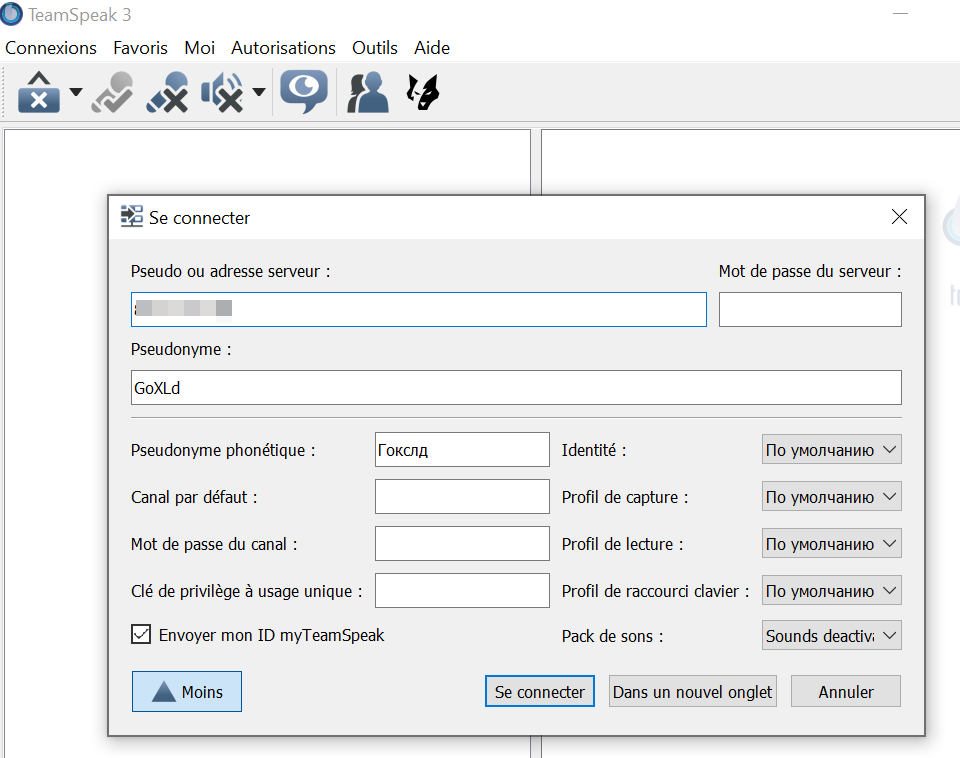 TeamSpeak 3
Connexions Favoris Moi Autorisations Outils Aide
Se connecter
Pseudo ou adresse serveur : Mot de passe du serveur :
Pseudonyme :
GoXLd
Pseudonyme phonétique : Гокслд Identité : По умолчанию
Canal par défaut : Profil de capture : По умолчанию
Mot de passe du canal : Profil de lecture : По умолчанию
Clé de privilège à usage unique : Profil de raccourci clavier : По умолчанию
Envoyer mon ID myTeamSpeak Pack de sons : Sounds deactiva
Moins Se connecter Dans un nouvel onglet Annuler